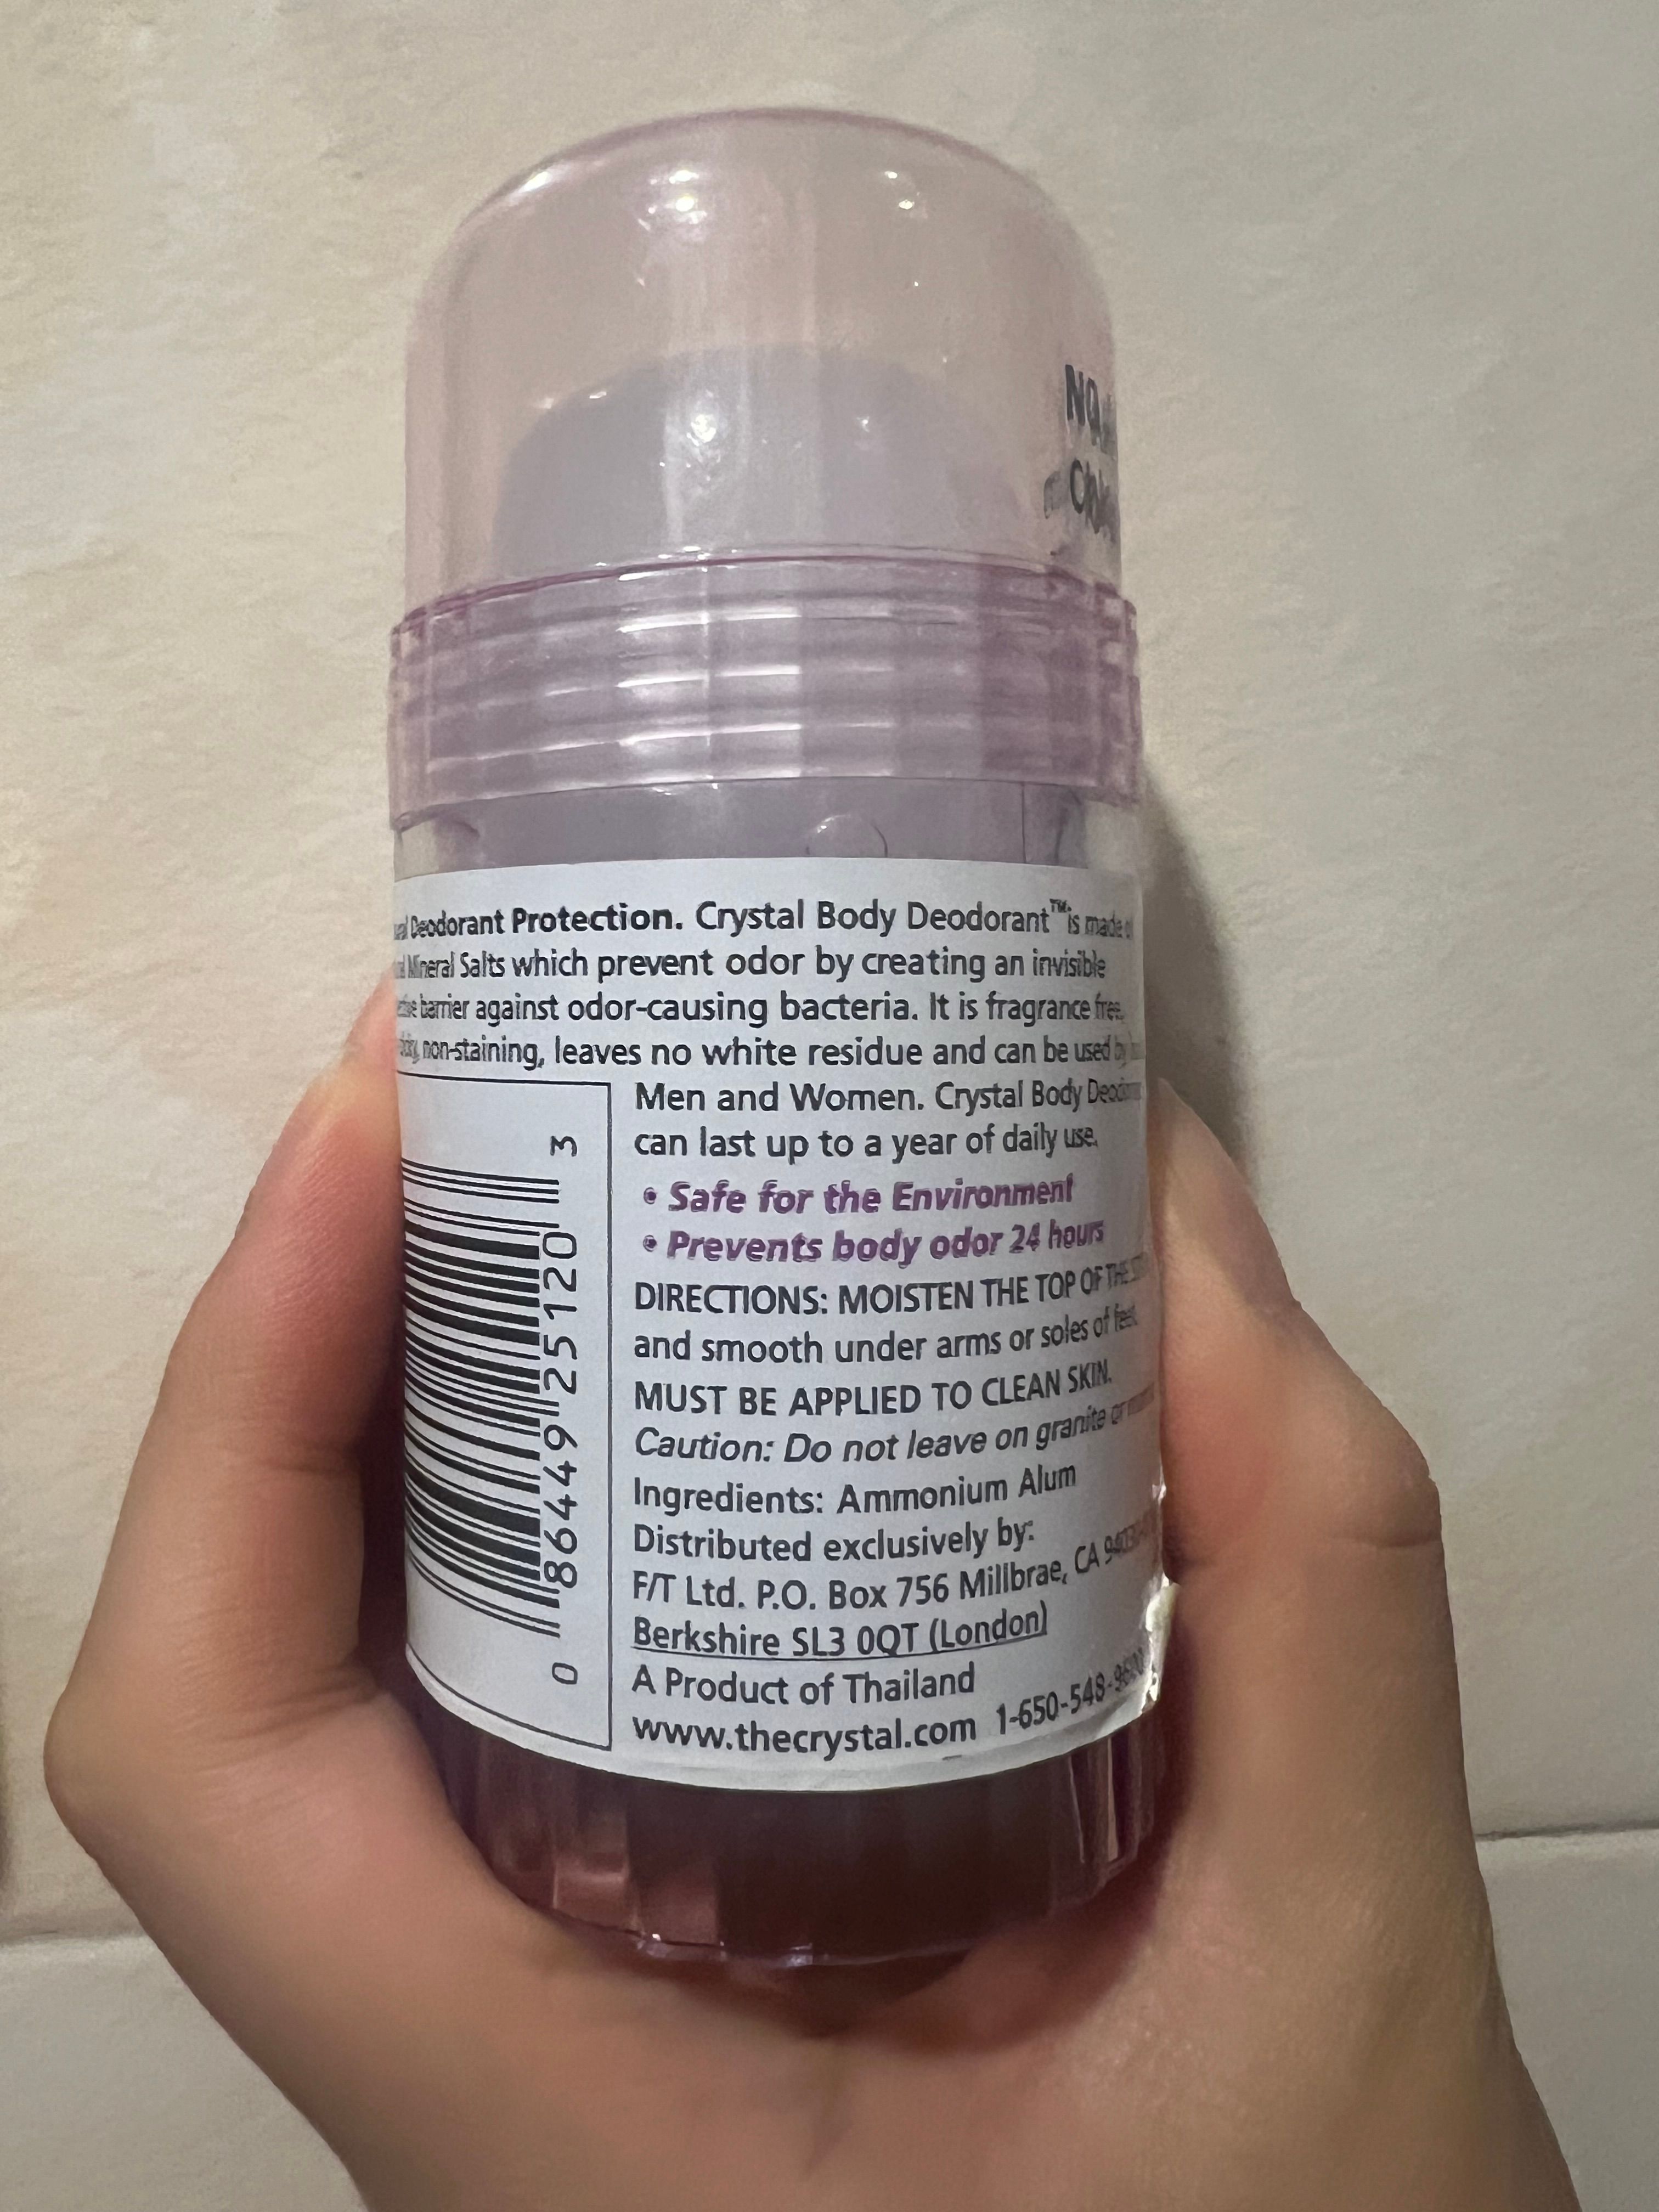 Deodorant Protection. Crystal Body Deodorant™ is made
Mineral Salts which prevent odor by creating an invisible
barrier against odor-causing bacteria. It is fragrance free,
non-staining, leaves no white residue and can be used
Men and Women. Crystal Body
can last up to a year of daily use.
• Safe for the Environment
• Prevents body odor 24 hours
DIRECTIONS: MOISTEN THE TOP OF THE
and smooth under arms or soles of feet.
MUST BE APPLIED TO CLEAN SKIN.
Caution: Do not leave on granite or
Ingredients: Ammonium Alum
Distributed exclusively by:
F/T Ltd. P.O. Box 756 Millbrae, CA
Berkshire SL3 0QT (London)
A Product of Thailand
www.thecrystal.com 1-650-548-
0 86449 25120 3